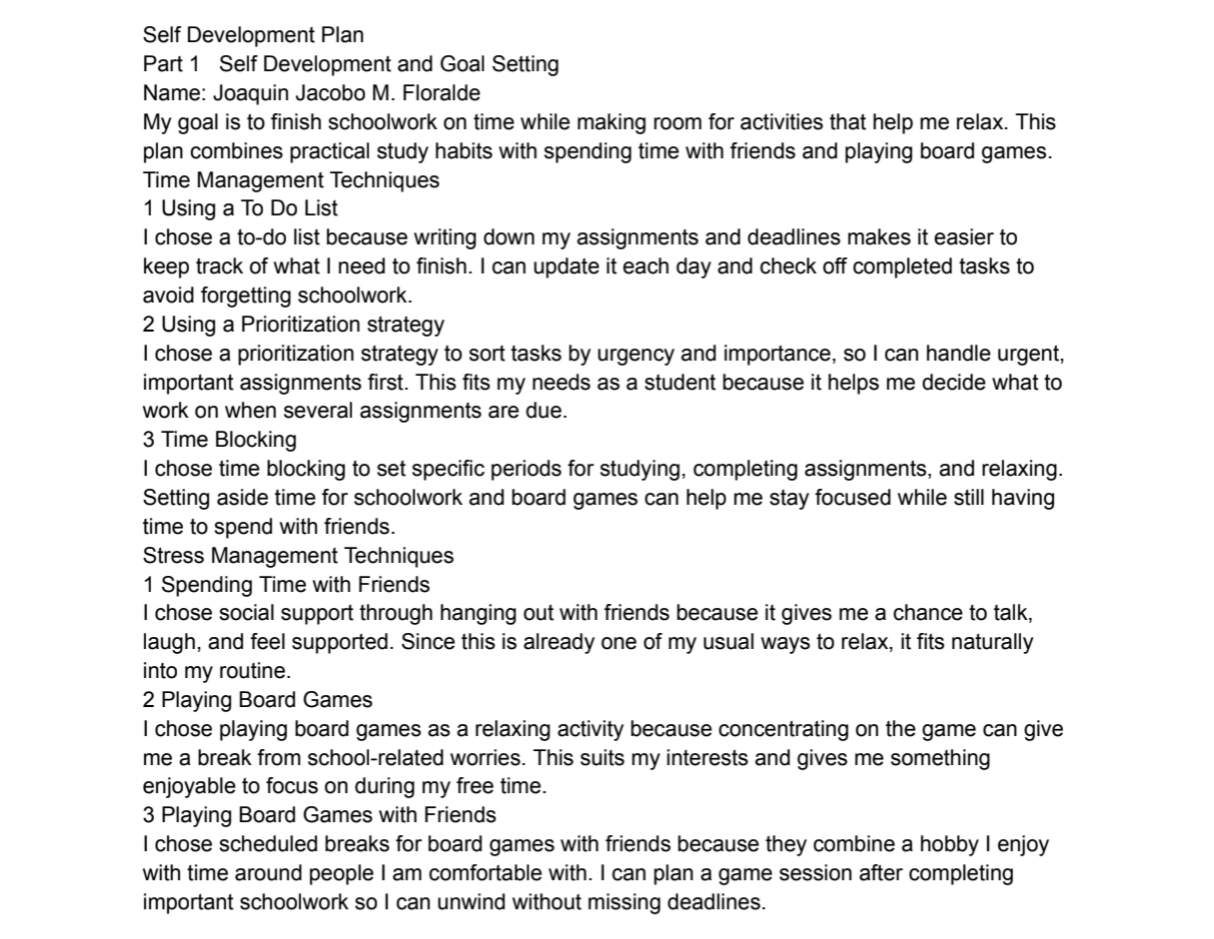 Self Development Plan
Part 1 Self Development and Goal Setting
Name: Joaquin Jacobo M. Floralde
My goal is to finish schoolwork on time while making room for activities that help me relax. This
plan combines practical study habits with spending time with friends and playing board games.
Time Management Techniques
1 Using a To Do List
I chose a to-do list because writing down my assignments and deadlines makes it easier to
keep track of what I need to finish. I can update it each day and check off completed tasks to
avoid forgetting schoolwork.
2 Using a Prioritization strategy
I chose a prioritization strategy to sort tasks by urgency and importance, so I can handle urgent,
important assignments first. This fits my needs as a student because it helps me decide what to
work on when several assignments are due.
3 Time Blocking
I chose time blocking to set specific periods for studying, completing assignments, and relaxing.
Setting aside time for schoolwork and board games can help me stay focused while still having
time to spend with friends.
Stress Management Techniques
1 Spending Time with Friends
I chose social support through hanging out with friends because it gives me a chance to talk,
laugh, and feel supported. Since this is already one of my usual ways to relax, it fits naturally
into my routine.
2 Playing Board Games
I chose playing board games as a relaxing activity because concentrating on the game can give
me a break from school-related worries. This suits my interests and gives me something
enjoyable to focus on during my free time.
3 Playing Board Games with Friends
I chose scheduled breaks for board games with friends because they combine a hobby I enjoy
with time around people I am comfortable with. I can plan a game session after completing
important schoolwork so I can unwind without missing deadlines.